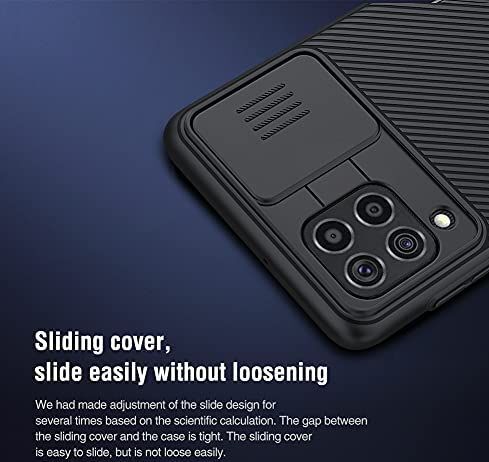 Sliding cover,
slide easily without loosening
We had made adjustment of the slide design for
several times based on the scientific calculation. The gap between
the sliding cover and the case is tight. The sliding cover
is easy to slide, but is not loose easily.